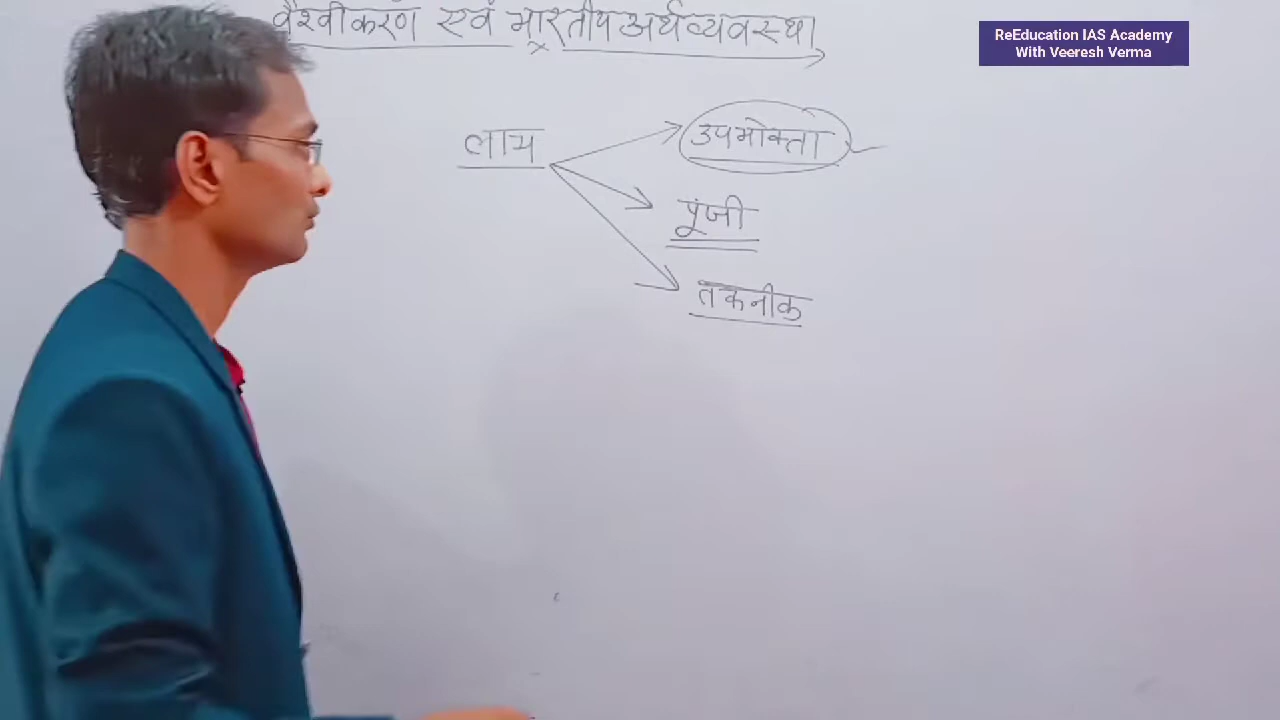 वैश्वीकरण एवं भारतीय अर्थव्यवस्था
ReEducation IAS Academy
With Veeresh Verma
लाभ
उपभोक्ता
पूंजी
तकनीक